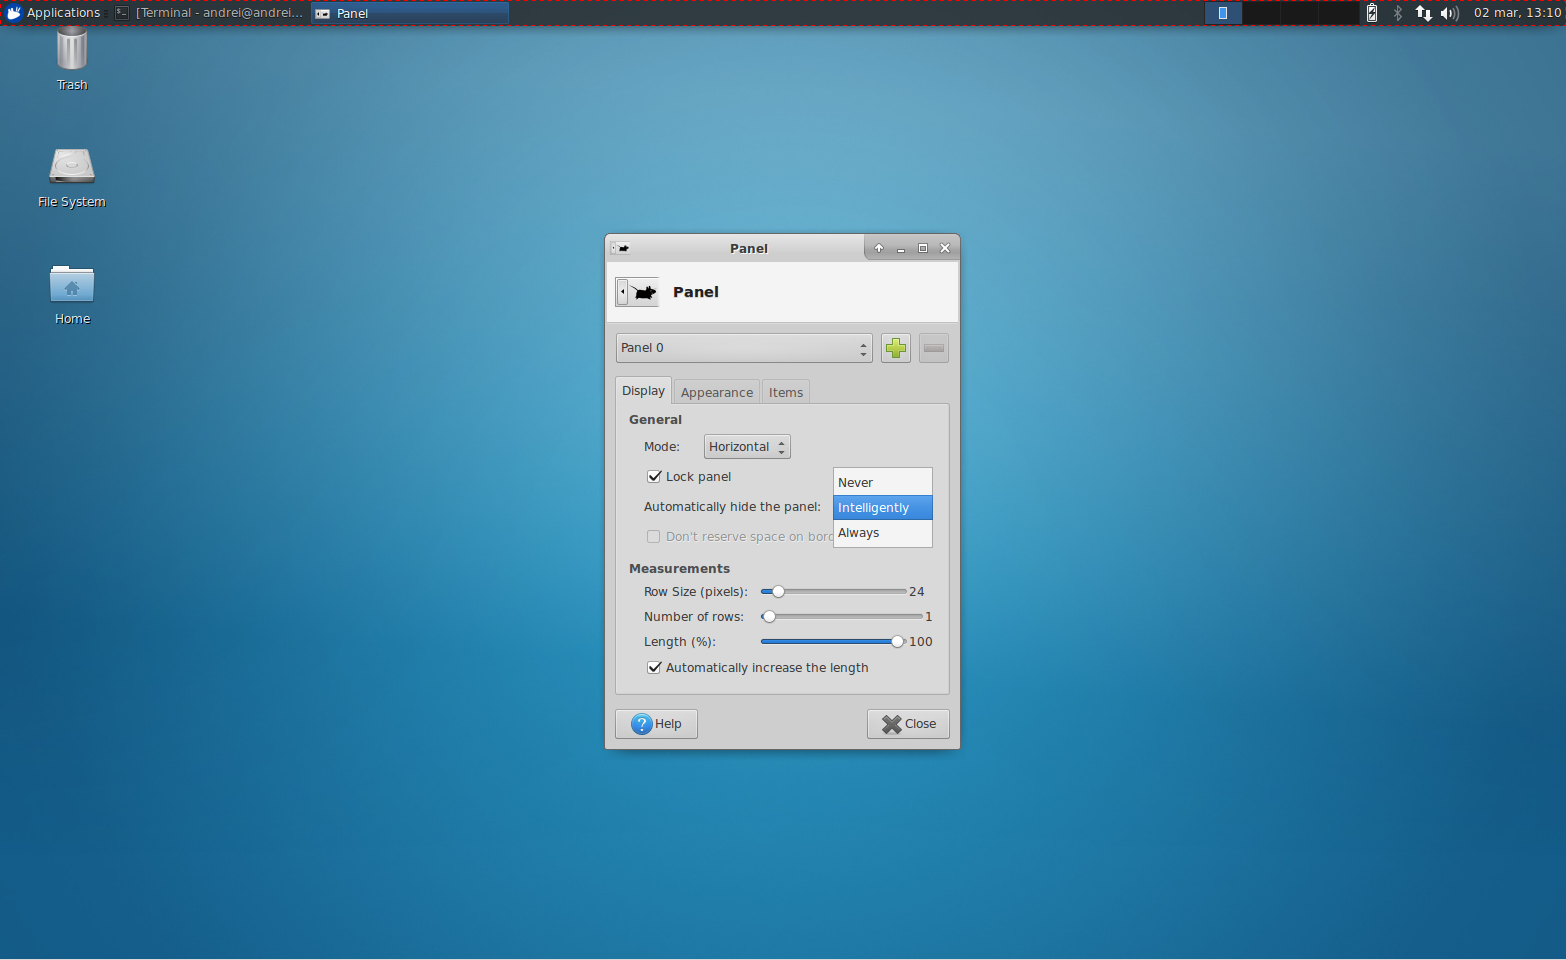 Applications
[Terminal - andrei@andrei...
Panel
02 mar, 13:10
Trash
File System
Home
Panel
Panel
Panel 0
Display
Appearance
Items
General
Mode:
Horizontal
Lock panel
Never
Automatically hide the panel:
Intelligently
Don't reserve space on bord
Always
Measurements
Row Size (pixels):
24
Number of rows:
1
Length (%):
100
Automatically increase the length
? Help
Close